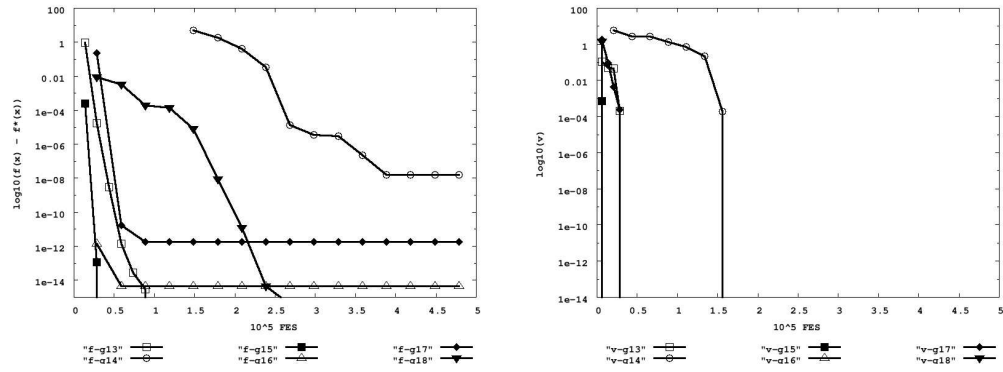 log10(f(x) - f*(x))
1
0.01
1e-04
1e-06
1e-08
1e-10
1e-12
1e-14
0 0.5 1 1.5 2 2.5 3 3.5 4 4.5 5
10^5 FES
"f-g13" "f-g15" "f-g17"
"f-g14" "f-g16" "f-g18"
log10(v)
1
0.01
1e-04
1e-06
1e-08
1e-10
1e-12
1e-14
0 0.5 1 1.5 2 2.5 3 3.5 4 4.5 5
10^5 FES
"v-g13" "v-g15" "v-g17"
"v-g14" "v-g16" "v-g18"